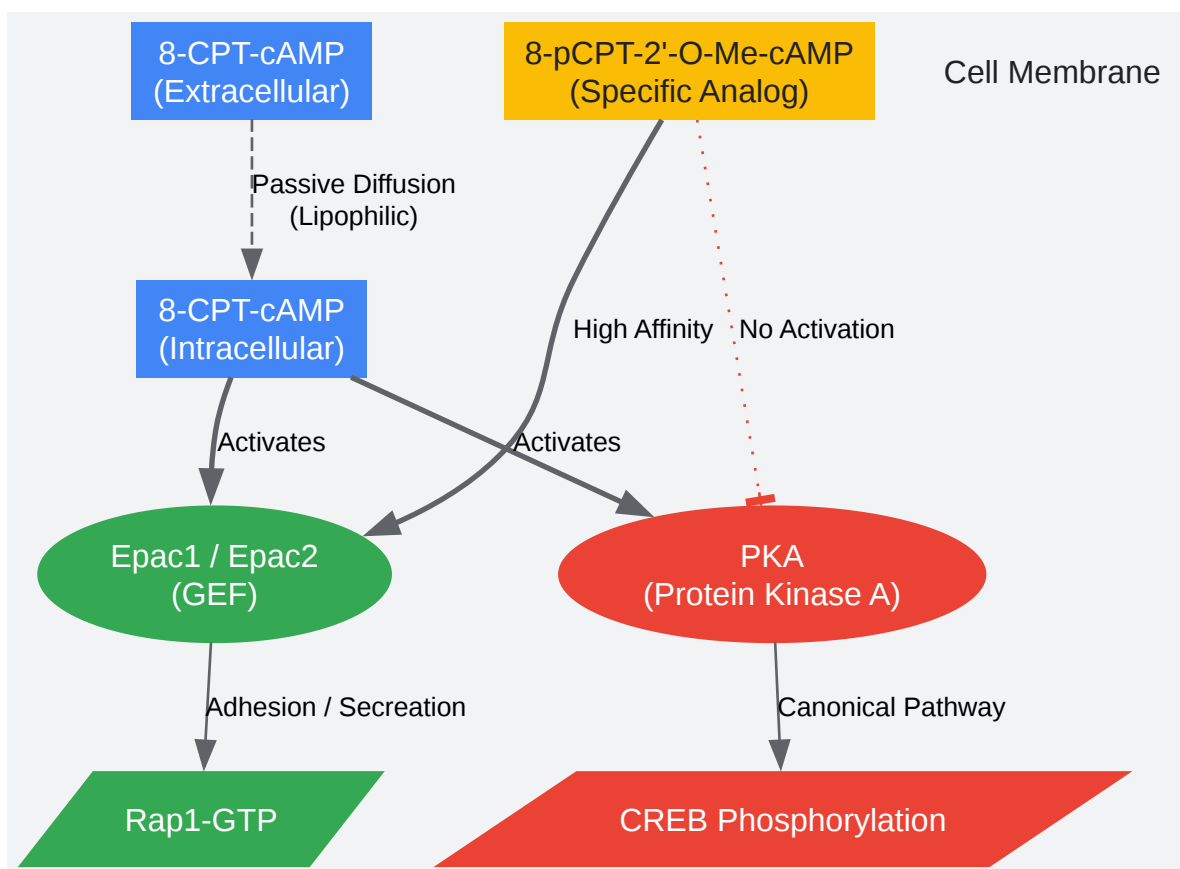 8-CPT-cAMP
(Extracellular)
8-pCPT-2'-O-Me-cAMP
(Specific Analog)
Cell Membrane
Passive Diffusion
(Lipophilic)
8-CPT-cAMP
(Intracellular)
High Affinity
No Activation
Activates
Activates
Epac1 / Epac2
(GEF)
PKA
(Protein Kinase A)
Adhesion / Secreation
Canonical Pathway
Rap1-GTP
CREB Phosphorylation